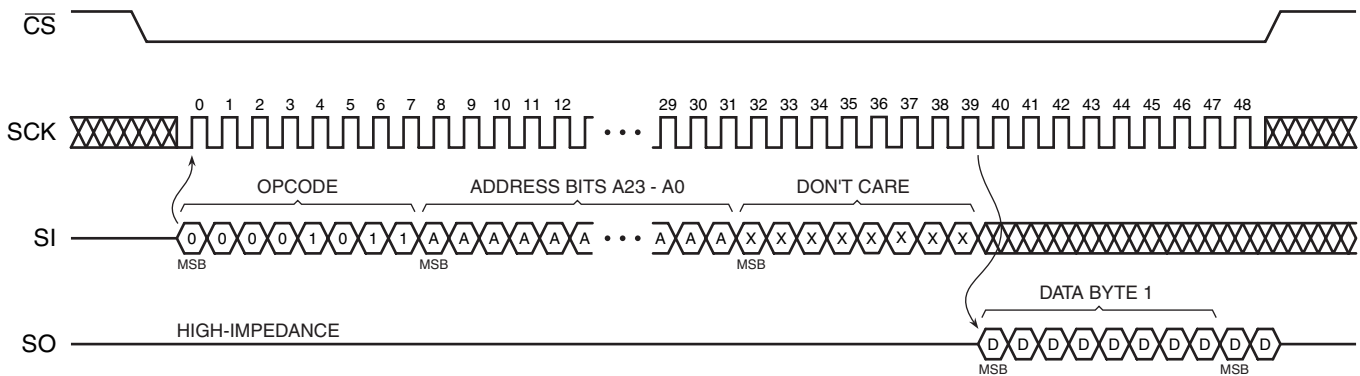 CS
0 1 2 3 4 5 6 7 8 9 10 11 12 29 30 31 32 33 34 35 36 37 38 39 40 41 42 43 44 45 46 47 48
SCK • • •
OPCODE ADDRESS BITS A23 - A0 DON'T CARE
SI 0 0 0 0 1 0 1 1 A A A A A A • • • A A A X X X X X X X X
MSB MSB MSB
DATA BYTE 1
HIGH-IMPEDANCE
SO D D D D D D D D D D
MSB MSB